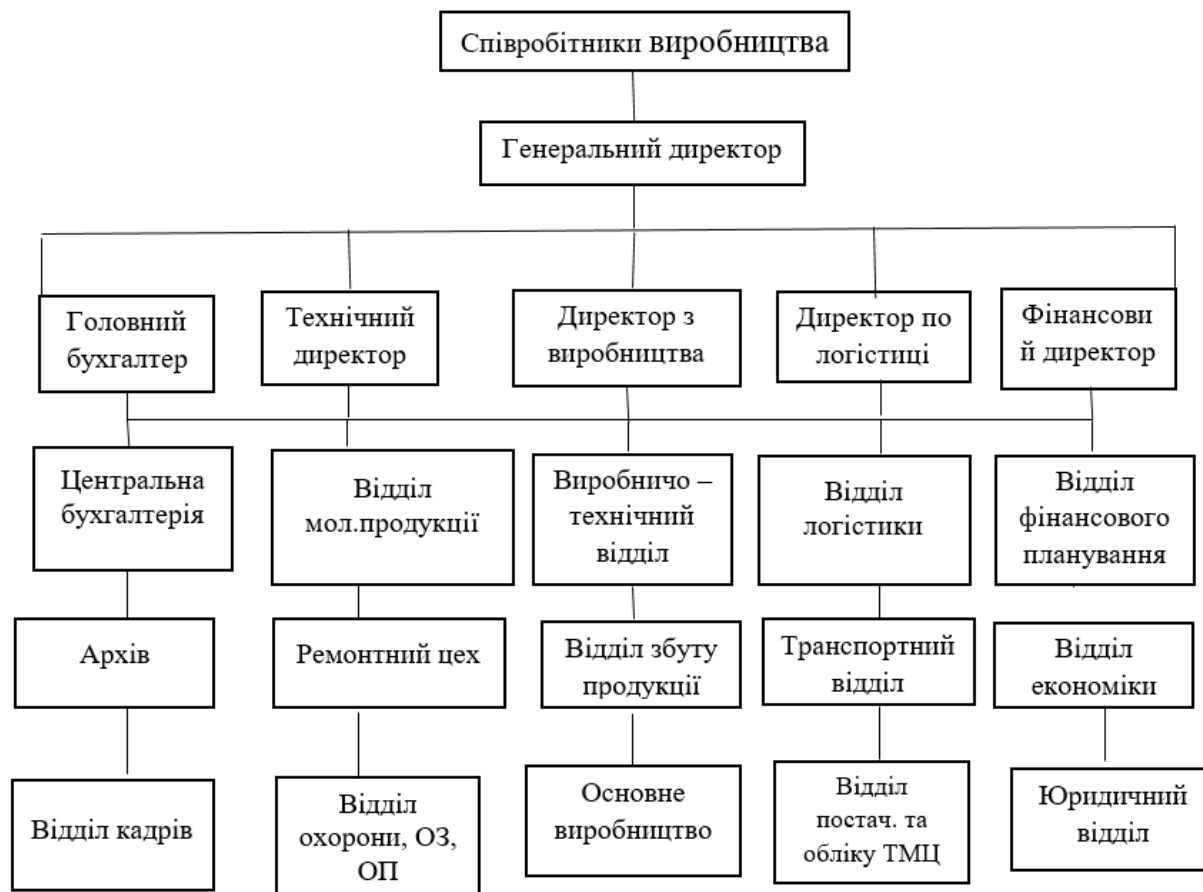 Співробітники виробництва
Генеральний директор
Головний
бухгалтер
Технічний
директор
Директор з
виробництва
Директор по
логістиці
Фінансови
й директор
Центральна
бухгалтерія
Відділ
мол.продукції
Виробничо –
технічний
відділ
Відділ
логістики
Відділ
фінансового
планування
Архів
Ремонтний цех
Відділ збуту
продукції
Транспортний
відділ
Відділ
економіки
Відділ кадрів
Відділ
охорони, ОЗ,
ОП
Основне
виробництво
Відділ
постач. та
обліку ТМЦ
Юридичний
відділ